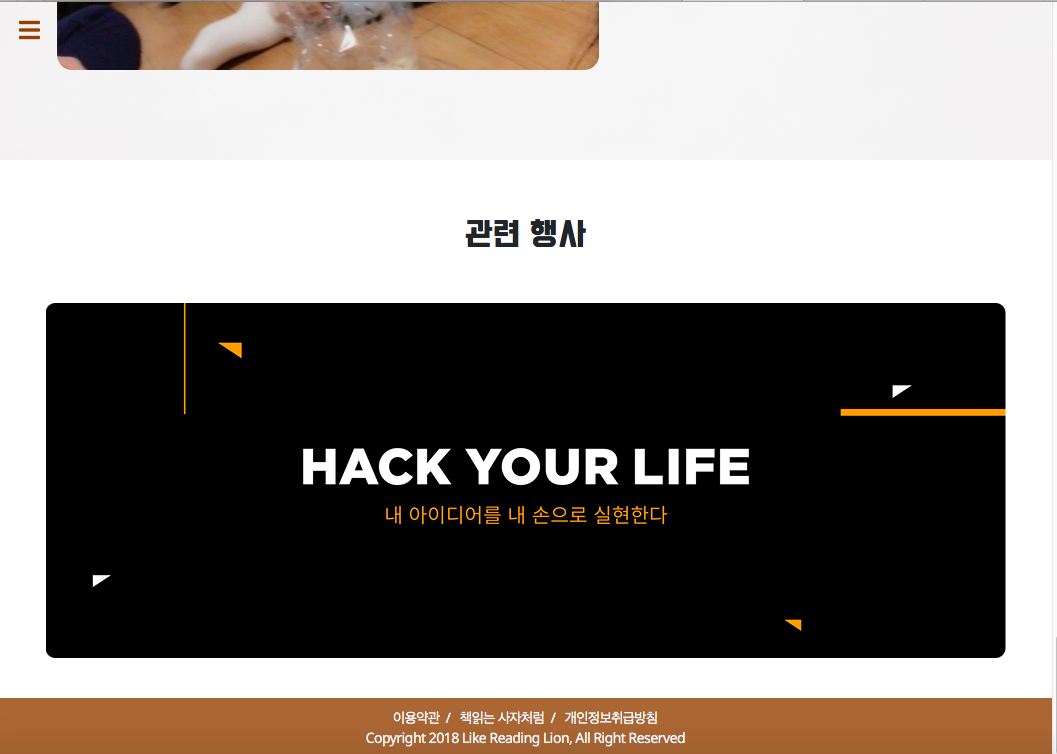 관련 행사
HACK YOUR LIFE
내 아이디어를 내 손으로 실현한다
이용약관 / 책읽는 사자처럼 / 개인정보취급방침
Copyright 2018 Like Reading Lion, All Right Reserved